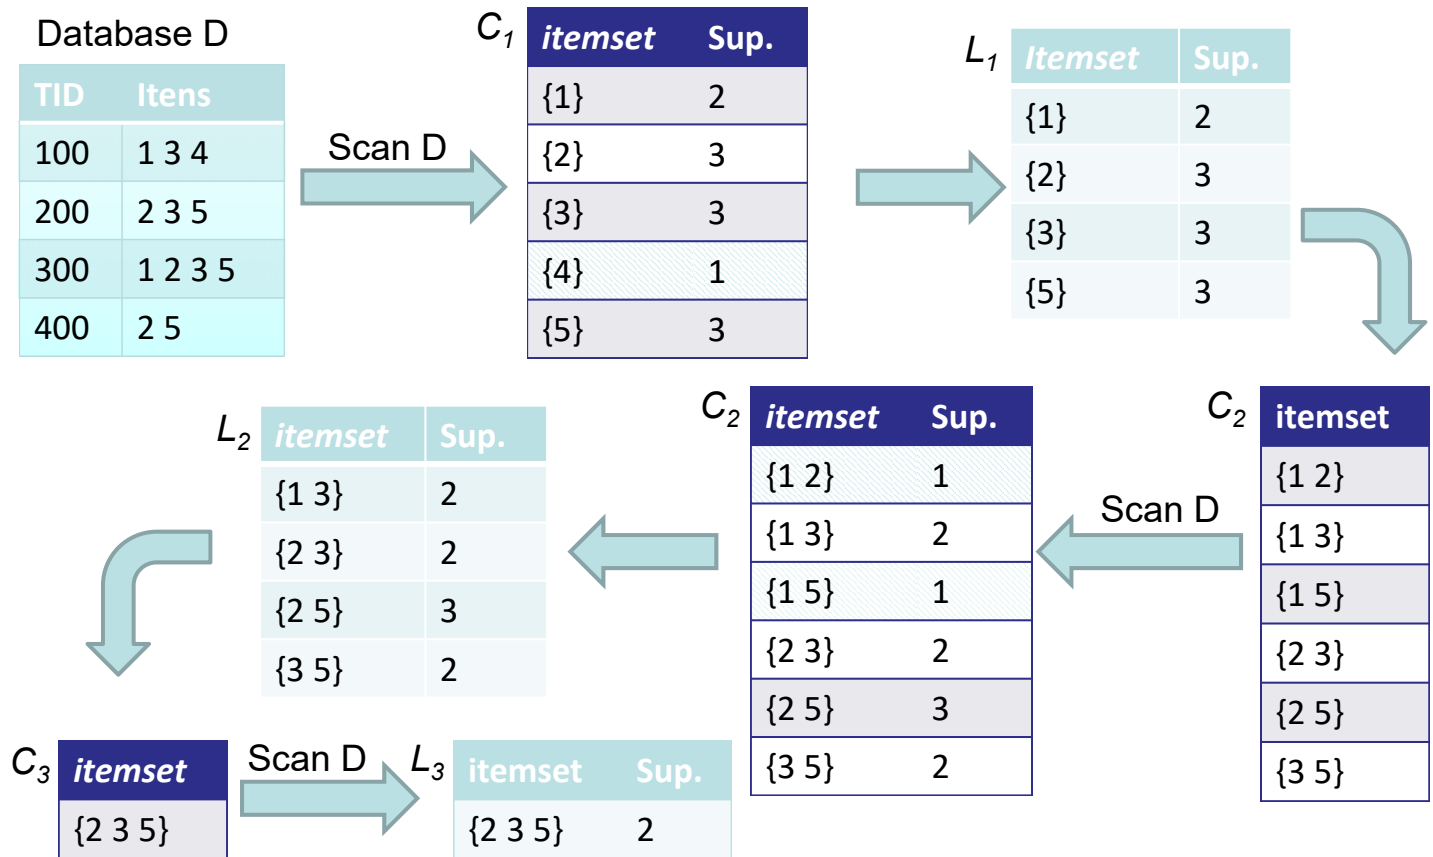 Database D
TID Itens
100 1 3 4
200 2 3 5
300 1 2 3 5
400 2 5
Scan D
C1 itemset Sup.
{1} 2
{2} 3
{3} 3
{4} 1
{5} 3
L1 Itemset Sup.
{1} 2
{2} 3
{3} 3
{5} 3
C2 itemset
{1 2}
{1 3}
{1 5}
{2 3}
{2 5}
{3 5}
Scan D
C2 itemset Sup.
{1 2} 1
{1 3} 2
{1 5} 1
{2 3} 2
{2 5} 3
{3 5} 2
L2 itemset Sup.
{1 3} 2
{2 3} 2
{2 5} 3
{3 5} 2
C3 itemset
{2 3 5}
Scan D
L3 itemset Sup.
{2 3 5} 2